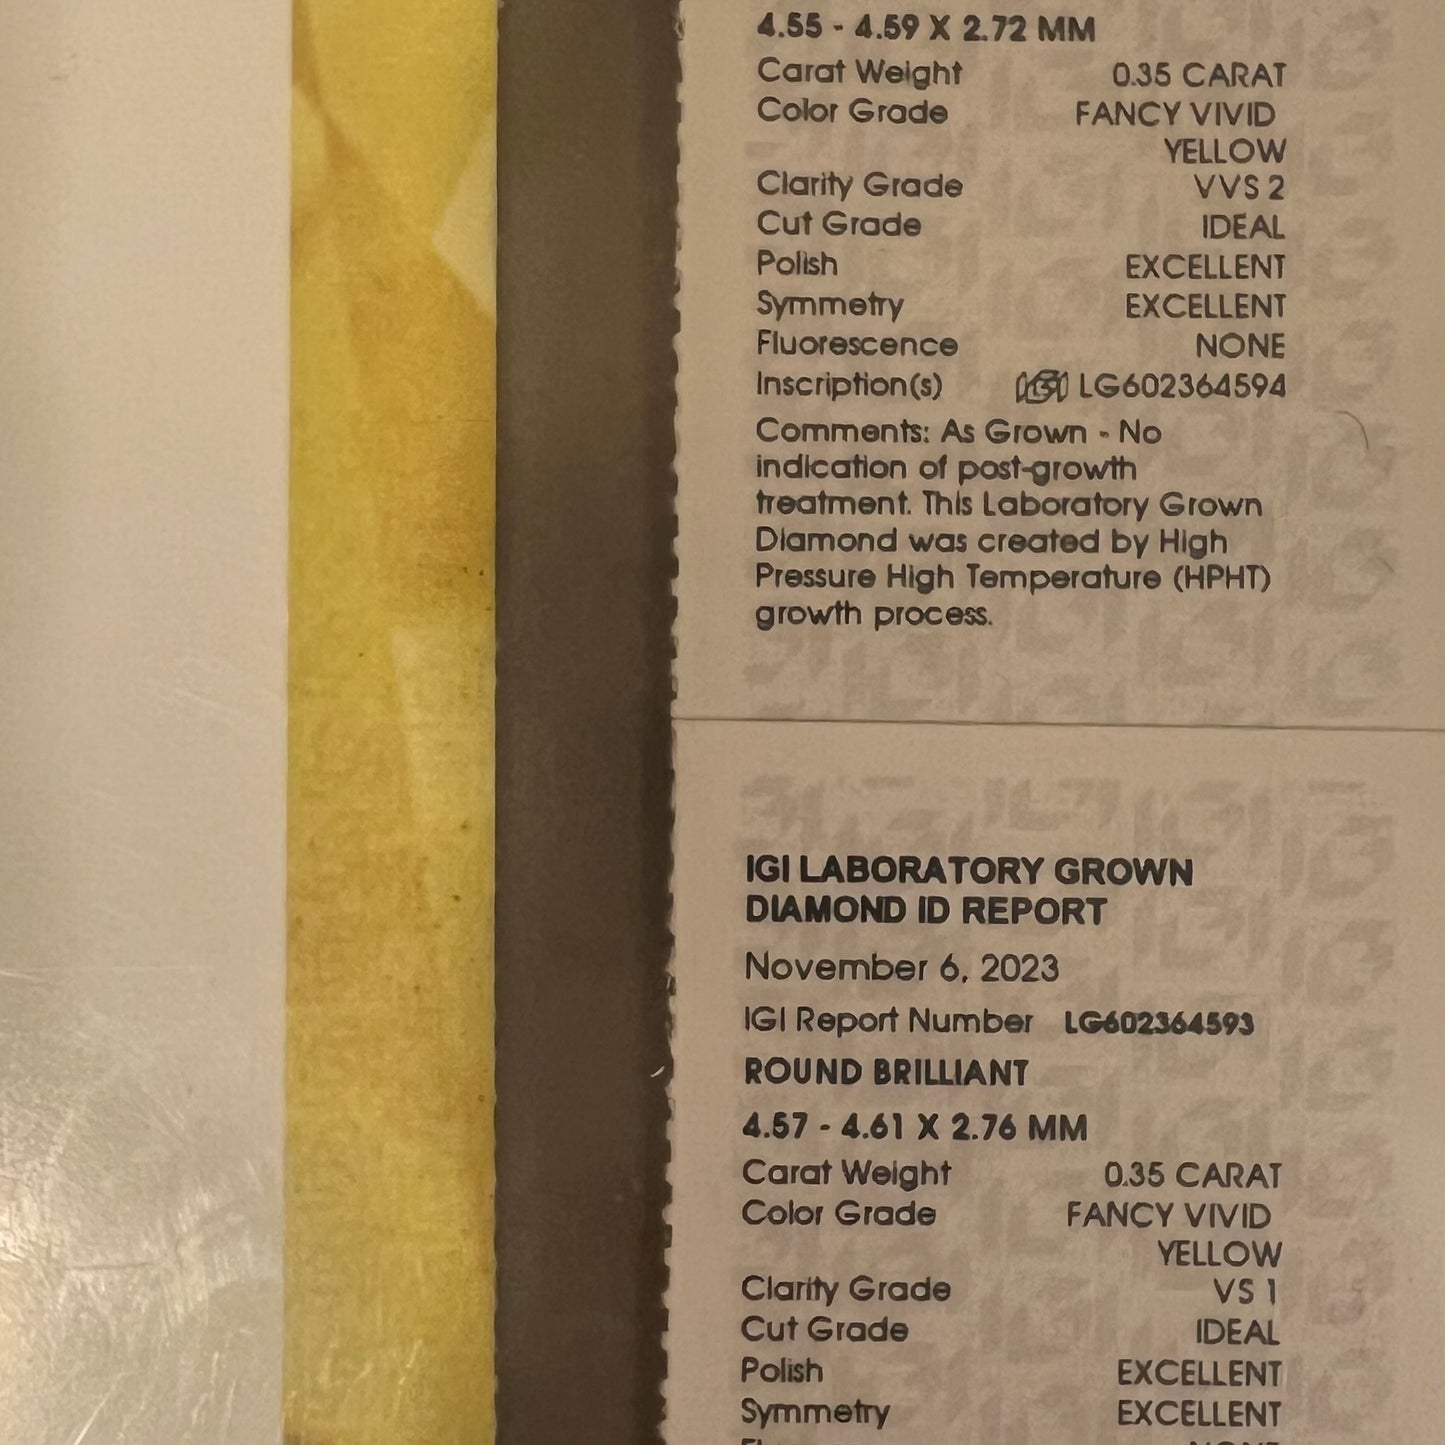 4.55 - 4.59 X 2.72 MM
Carat Weight 0.35 CARAT
Color Grade FANCY VIVID
YELLOW
Clarity Grade VVS 2
Cut Grade IDEAL
Polish EXCELLENT
Symmetry EXCELLENT
Fluorescence NONE
Inscription(s) IGI LG602364594
Comments: As Grown - No
indication of post-growth
treatment. This Laboratory Grown
Diamond was created by High
Pressure High Temperature (HPHT)
growth process.
IGI LABORATORY GROWN
DIAMOND ID REPORT
November 6, 2023
IGI Report Number LG602364593
ROUND BRILLIANT
4.57 - 4.61 X 2.76 MM
Carat Weight 0.35 CARAT
Color Grade FANCY VIVID
YELLOW
Clarity Grade VS 1
Cut Grade IDEAL
Polish EXCELLENT
Symmetry EXCELLENT